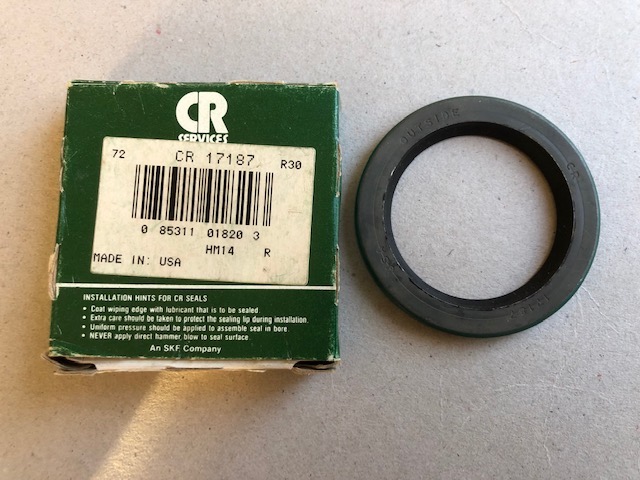 CR
SERVICES
72 CR 17187 R30
0 85311 01820 3
HM14 R
MADE IN: USA
INSTALLATION HINTS FOR CR SEALS
• Coat wiping edge with lubricant that is to be sealed.
• Extra care should be taken to protect the sealing lip during installation.
• Uniform pressure should be applied to assemble seal in bore.
• NEVER apply direct hammer blow to seal surface
An SKF Company
OUTSIDE
CR